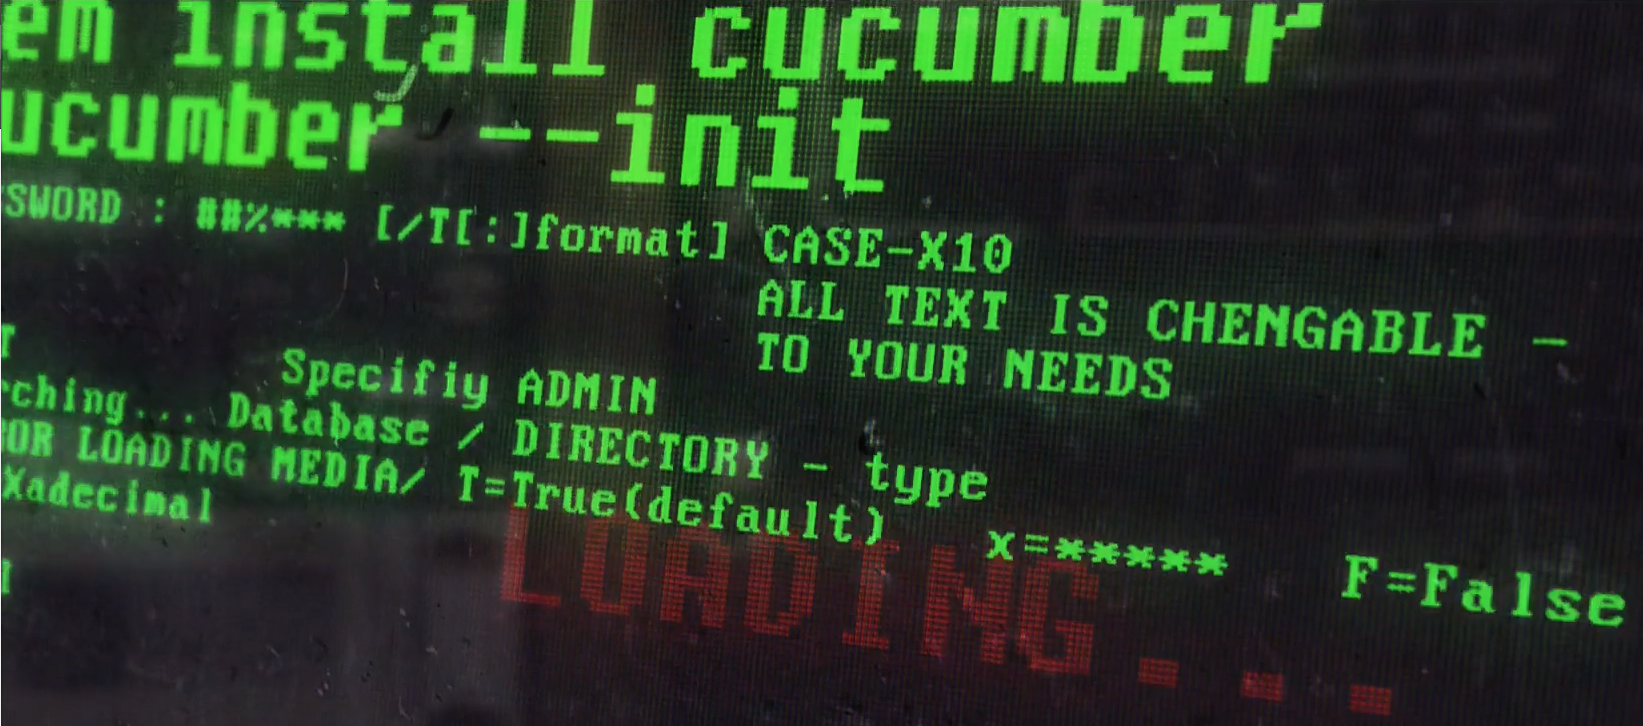 em install cucumber
ucumber --init
SWORD : ##%*** [/T[:]format] CASE-X10
ALL TEXT IS CHENGABLE -
TO YOUR NEEDS
T
Specifiy ADMIN
rching... Database / DIRECTORY - type
OR LOADING MEDIA/ T=True(default) x=***** F=False
Xadecimal
LOADING...